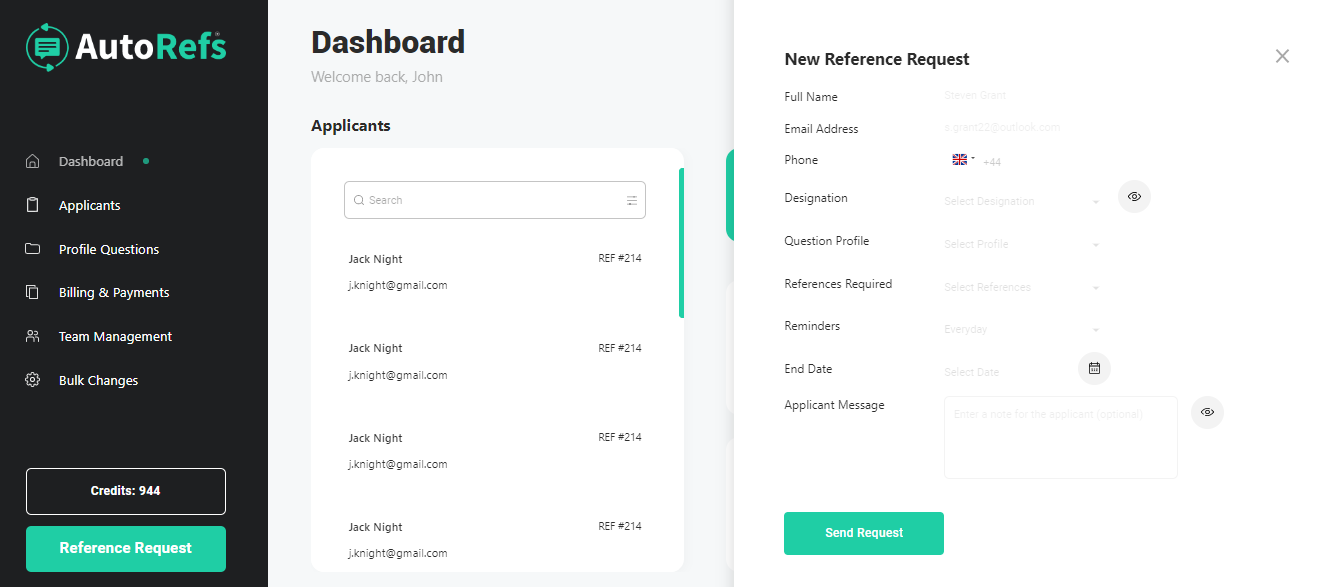 AutoRefs®
Dashboard
Applicants
Profile Questions
Billing & Payments
Team Management
Bulk Changes
Credits: 944
Reference Request
Dashboard
Welcome back, John
Applicants
Search
Jack Night REF #214
j.knight@gmail.com
Jack Night REF #214
j.knight@gmail.com
Jack Night REF #214
j.knight@gmail.com
Jack Night REF #214
j.knight@gmail.com
New Reference Request
Full Name Steven Grant
Email Address s.grant22@outlook.com
Phone +44
Designation Select Designation
Question Profile Select Profile
References Required Select References
Reminders Everyday
End Date Select Date
Applicant Message Enter a note for the applicant (optional)
Send Request